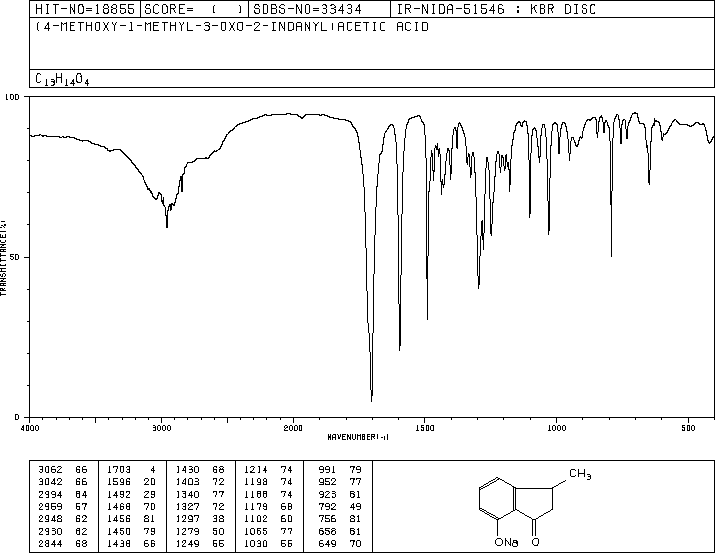 HIT-NO=18855 SCORE= ( ) SDBS-NO=33434 IR-NIDA-51546 : KBR DISC
(4-METHOXY-1-METHYL-3-OXO-2-INDANYL)ACETIC ACID
C13H14O4
100
50
0
TRANSMITTANCE(%)
4000 3000 2000 1500 1000 500
WAVENUMBER(-1)
3062 66 1703 4 1430 68 1214 74 991 79
3042 66 1596 20 1403 72 1198 74 952 77
2994 64 1492 29 1340 77 1188 74 923 81
2959 57 1468 70 1327 72 1179 68 792 49
2948 62 1456 81 1297 38 1102 60 756 81
2930 62 1450 79 1279 50 1065 77 656 81
2844 68 1438 66 1249 55 1030 55 649 70
CH3
ONa
O